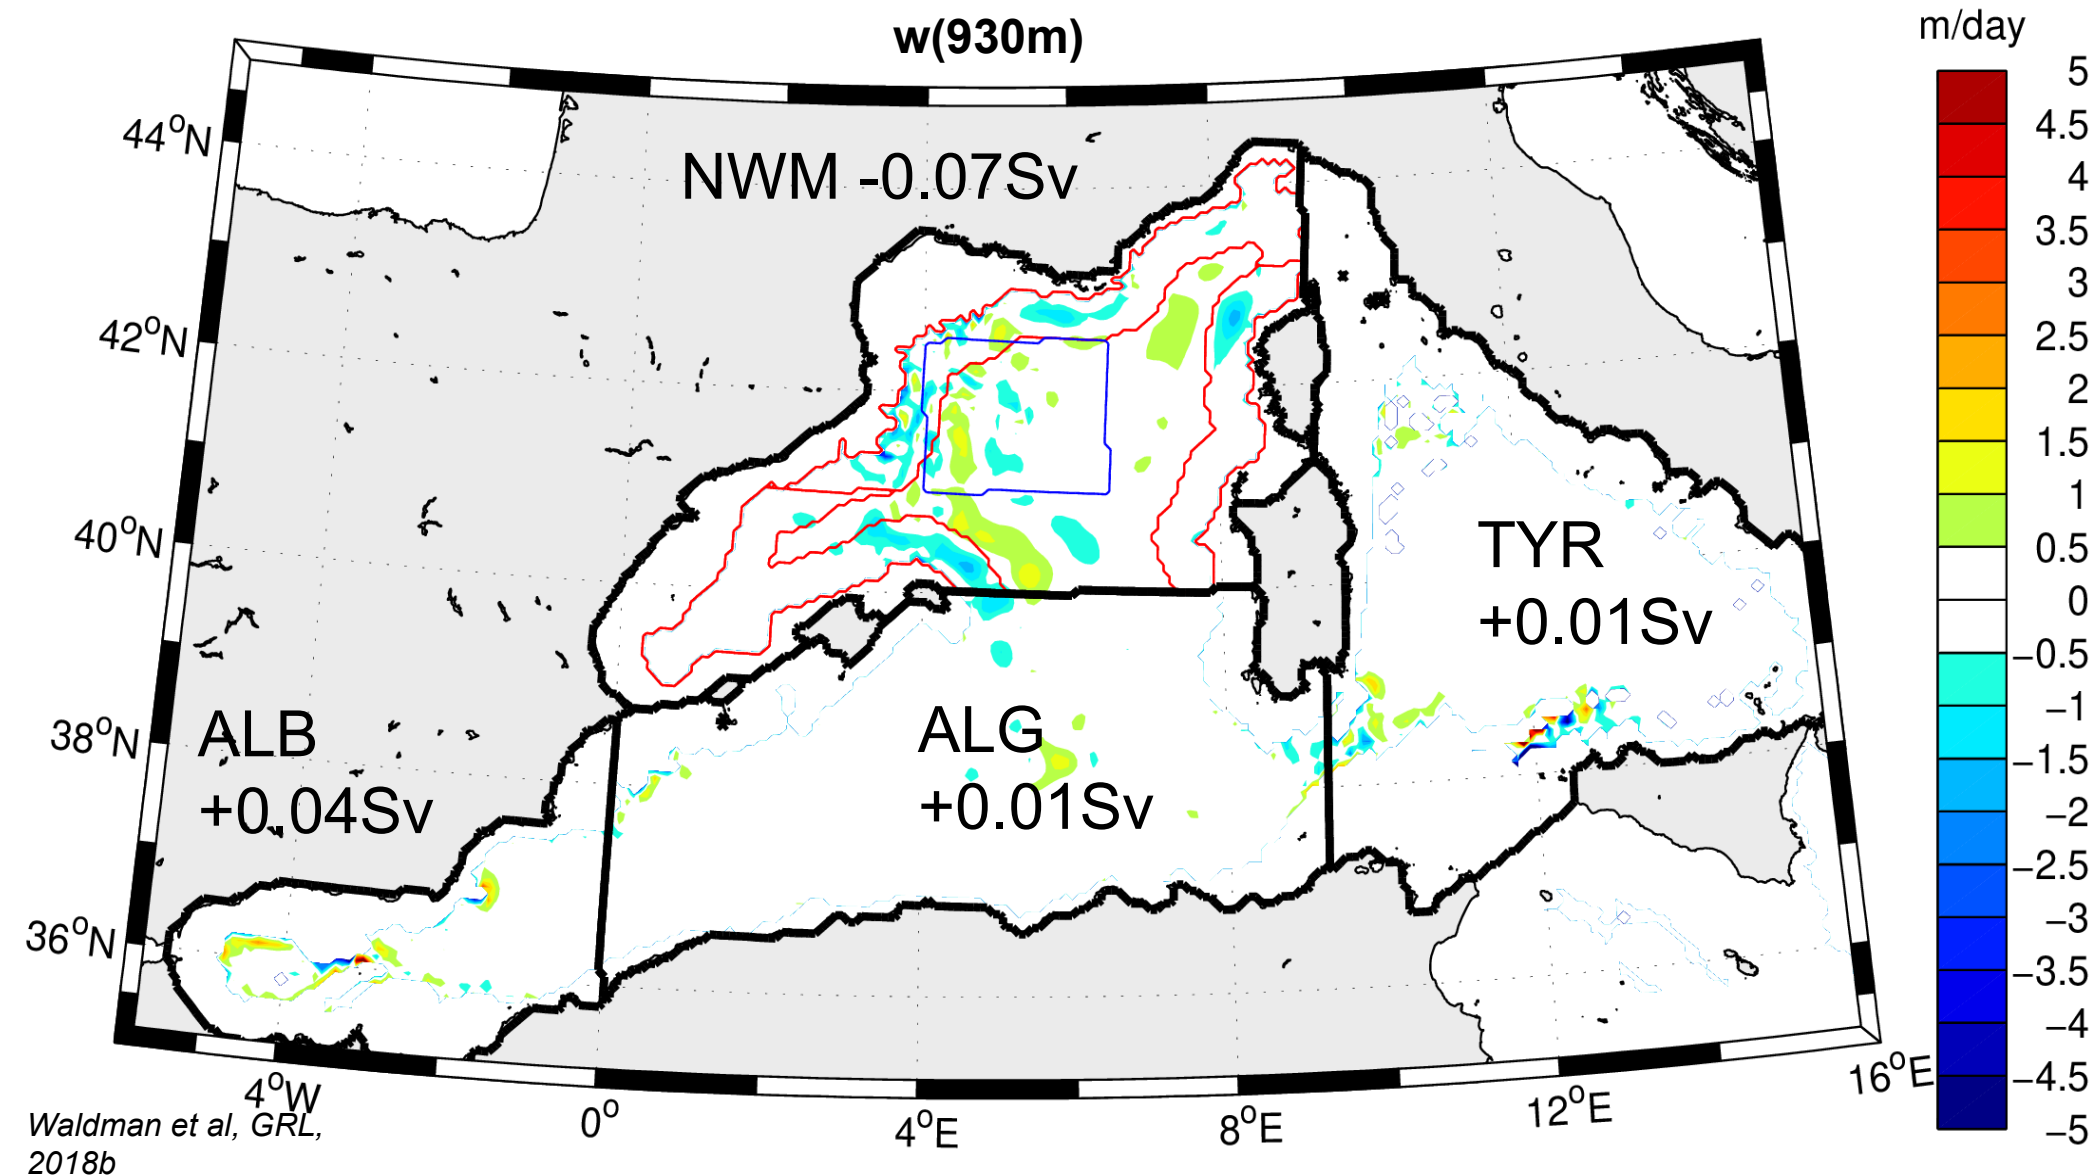 w(930m)
m/day
NWM -0.07Sv
TYR
+0.01Sv
ALB
+0.04Sv
ALG
+0.01Sv
44°N
42°N
40°N
38°N
36°N
4°W
0°
4°E
8°E
12°E
16°E
5
4.5
4
3.5
3
2.5
2
1.5
1
0.5
0
−0.5
−1
−1.5
−2
−2.5
−3
−3.5
−4
−4.5
−5
Waldman et al, GRL,
2018b